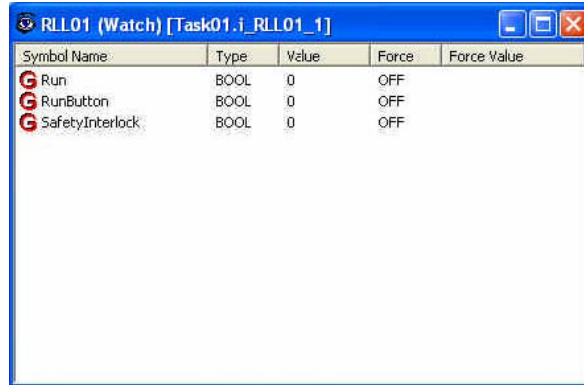 RLL01 (Watch) [Task01.i_RLL01_1]
Symbol Name Type Value Force Force Value
G Run BOOL 0 OFF
G RunButton BOOL 0 OFF
G SafetyInterlock BOOL 0 OFF